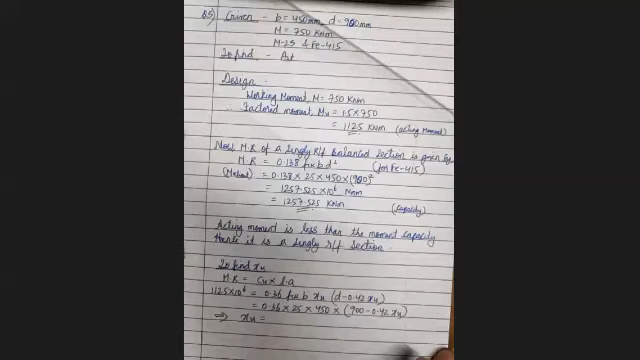 Q5) Given - b = 450mm d = 900mm
M = 750 KNm
M-25 & Fe-415
To find - Ast
Design
Working Moment, M = 750 KNm
∴ Factored moment, Mu = 1.5 x 750
= 1125 KNm (acting Moment)
Now M.R of a singly R/f balanced section is given by
M.R = 0.138 fck b d² (for Fe-415)
= 0.138 x 25 x 450 x (900)²
= 1257.525 x 10⁶ Nmm
= 1257.525 KNm (capacity)
Acting moment is less than the moment capacity
Hence it is a singly R/f section.
To find xu
M.R = Cu x l.a
1125x10⁶ = 0.36 fck b xu (d-0.42 xu)
= 0.36 x 25 x 450 x (900-0.42 xu)
⇒ xu =